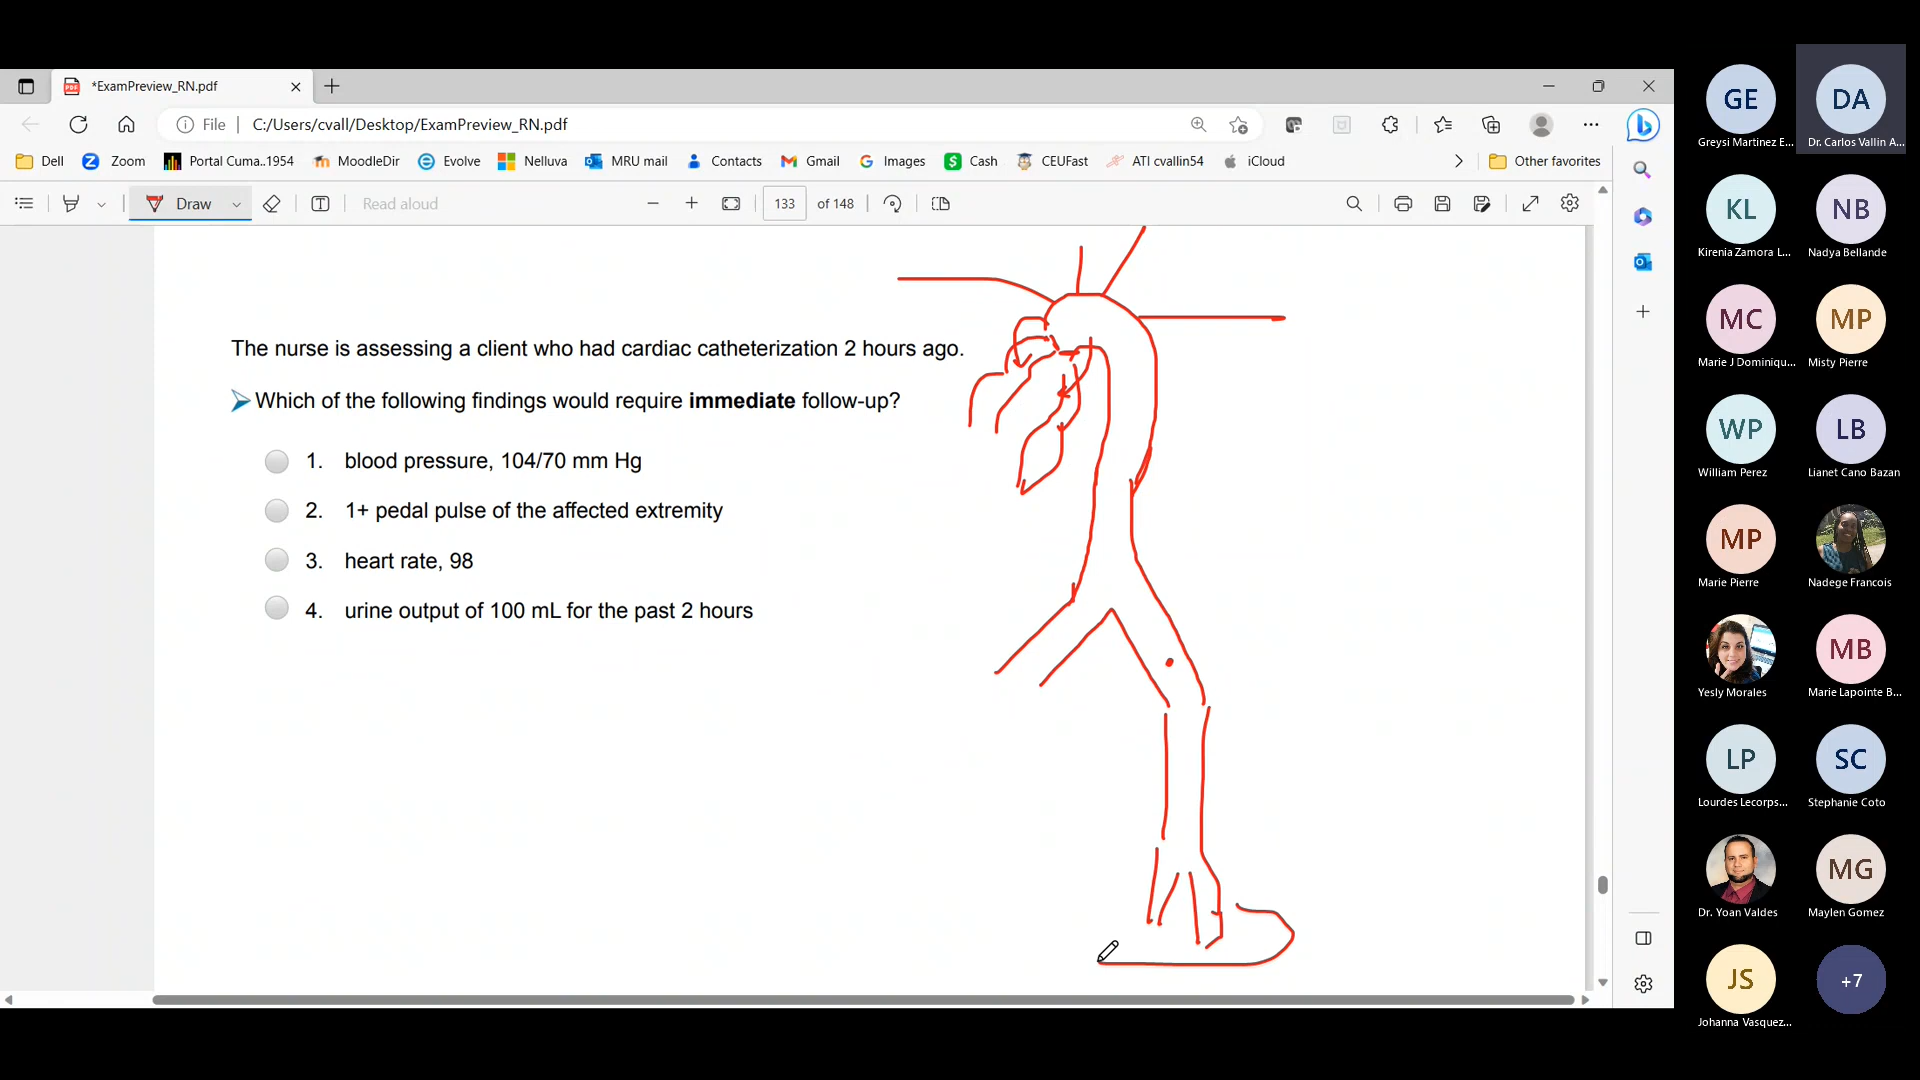 *ExamPreview_RN.pdf
File
C:/Users/cvall/Desktop/ExamPreview_RN.pdf
Dell
Zoom
Portal Cuma..1954
MoodleDir
Evolve
Nelluva
MRU mail
Contacts
Gmail
Images
Cash
CEUFast
ATI cvallin54
iCloud
Other favorites
Draw
Read aloud
133 of 148
The nurse is assessing a client who had cardiac catheterization 2 hours ago.
Which of the following findings would require immediate follow-up?
1. blood pressure, 104/70 mm Hg
2. 1+ pedal pulse of the affected extremity
3. heart rate, 98
4. urine output of 100 mL for the past 2 hours
GE
DA
Greysi Martinez E...
Dr. Carlos Vallin A...
KL
NB
Kirenia Zamora L...
Nadya Bellande
MC
MP
Marie J Dominiqu...
Misty Pierre
WP
LB
William Perez
Lianet Cano Bazan
MP
Marie Pierre
Nadege Francois
MB
Yesly Morales
Marie Lapointe B...
LP
SC
Lourdes Lecorps...
Stephanie Coto
MG
Dr. Yoan Valdes
Maylen Gomez
JS
+7
Johanna Vasquez...